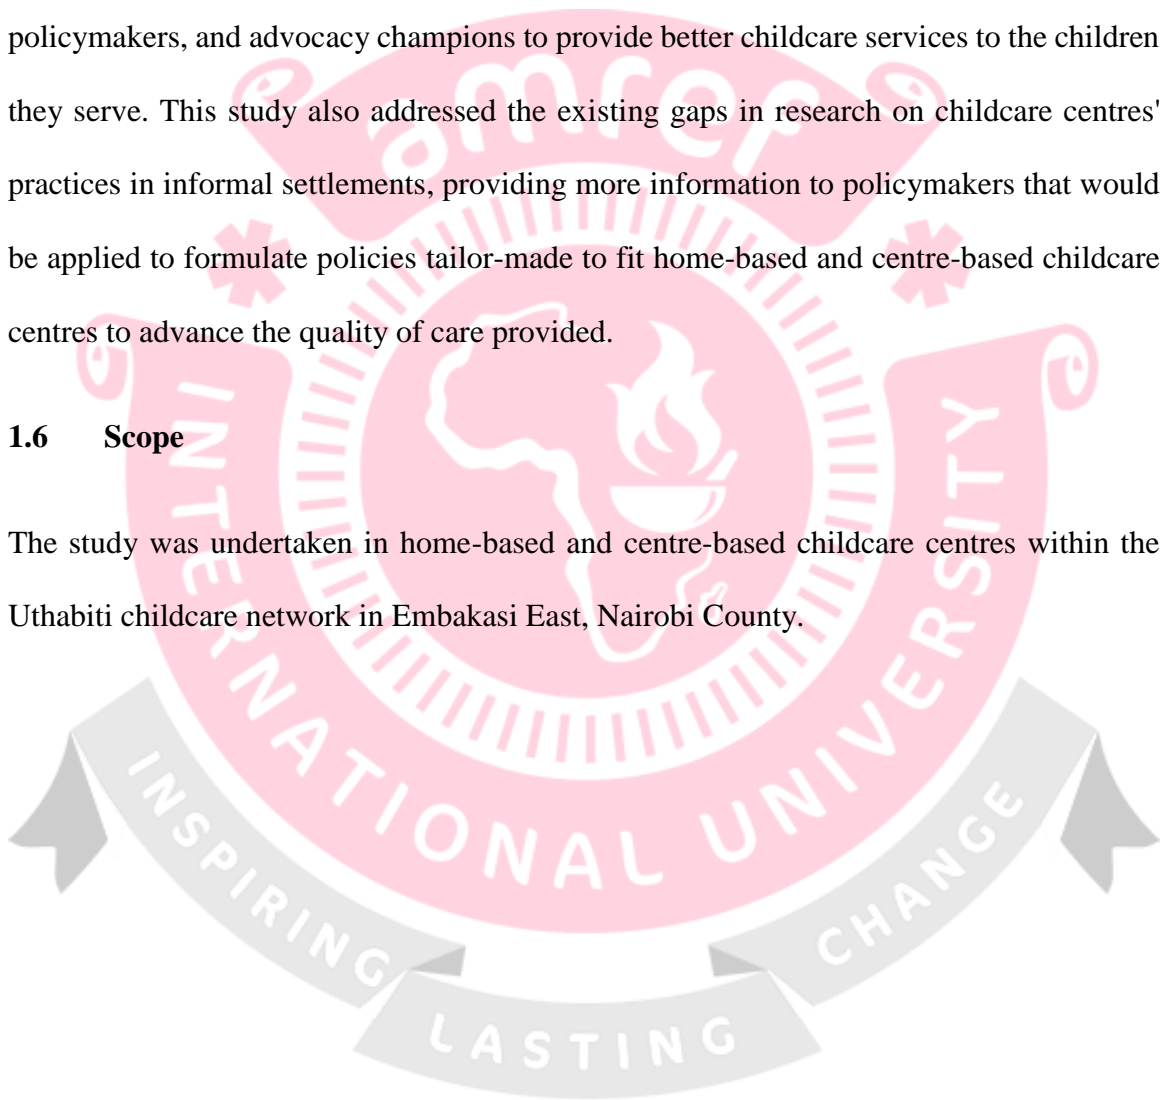 policymakers, and advocacy champions to provide better childcare services to the children
they serve. This study also addressed the existing gaps in research on childcare centres'
practices in informal settlements, providing more information to policymakers that would
be applied to formulate policies tailor-made to fit home-based and centre-based childcare
centres to advance the quality of care provided.
1.6 Scope
The study was undertaken in home-based and centre-based childcare centres within the
Uthabiti childcare network in Embakasi East, Nairobi County.
amref
INTERNATIONAL UNIVERSITY
INSPIRING LASTING CHANGE